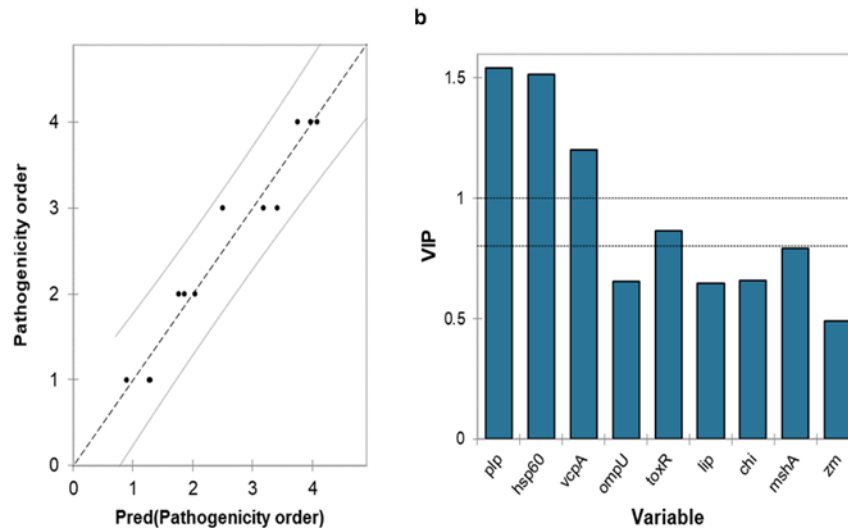 b
Pathogenicity order
4
3
2
1
0
0 1 2 3 4
Pred(Pathogenicity order)
VIP
1.5
1
0.5
0
plp hsp60 vcpA ompU toxR lip chi mshA zm
Variable